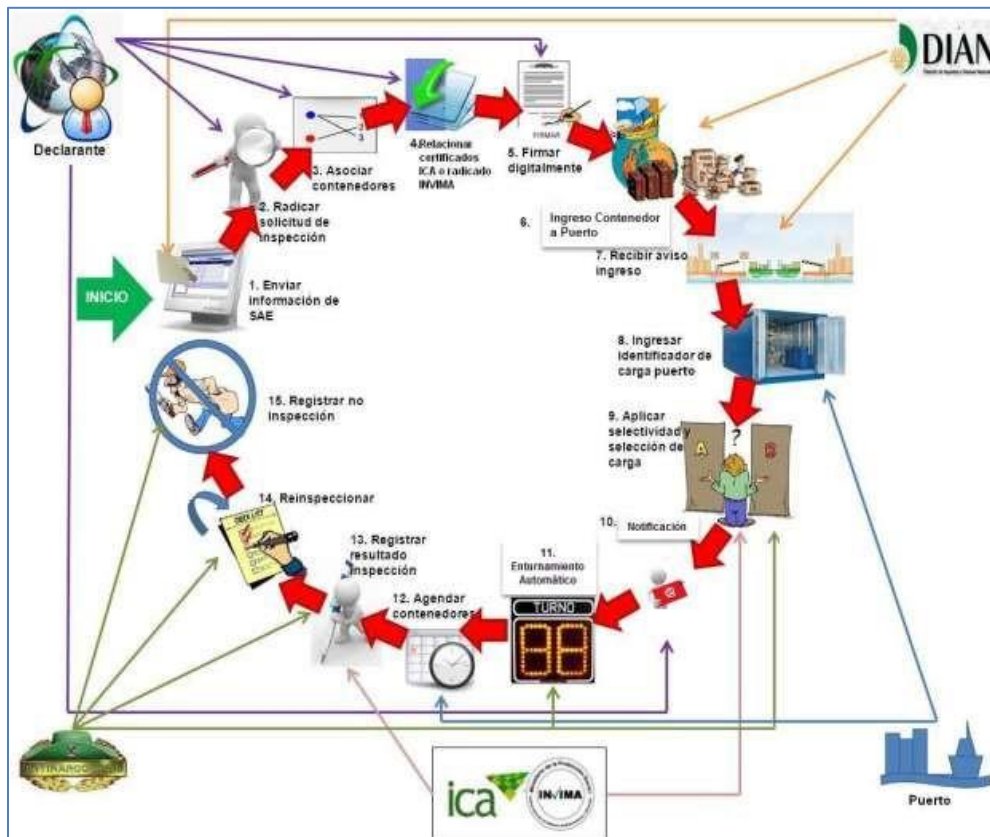 DIAN
Declarante
INICIO
1. Enviar
información de
SAE
2. Radicar
solicitud de
inspección
3. Asociar
contenedores
4.Relacionar
certificados
ICA o radicado
INVIMA
FIRMAR
5. Firmar
digitalmente
6.
Ingreso Contenedor
a Puerto
7. Recibir aviso
ingreso
8. Ingresar
identificador de
carga puerto
9. Aplicar
selectividad y
selección de
carga
?
A
B
10.
Notificación
11.
Enturnamiento
Automático
TURNO
88
12. Agendar
contenedores
13. Registrar
resultado
inspección
14. Reinspeccionar
CHECK LIST
15. Registrar no
inspección
ica
INVIMA
Puerto